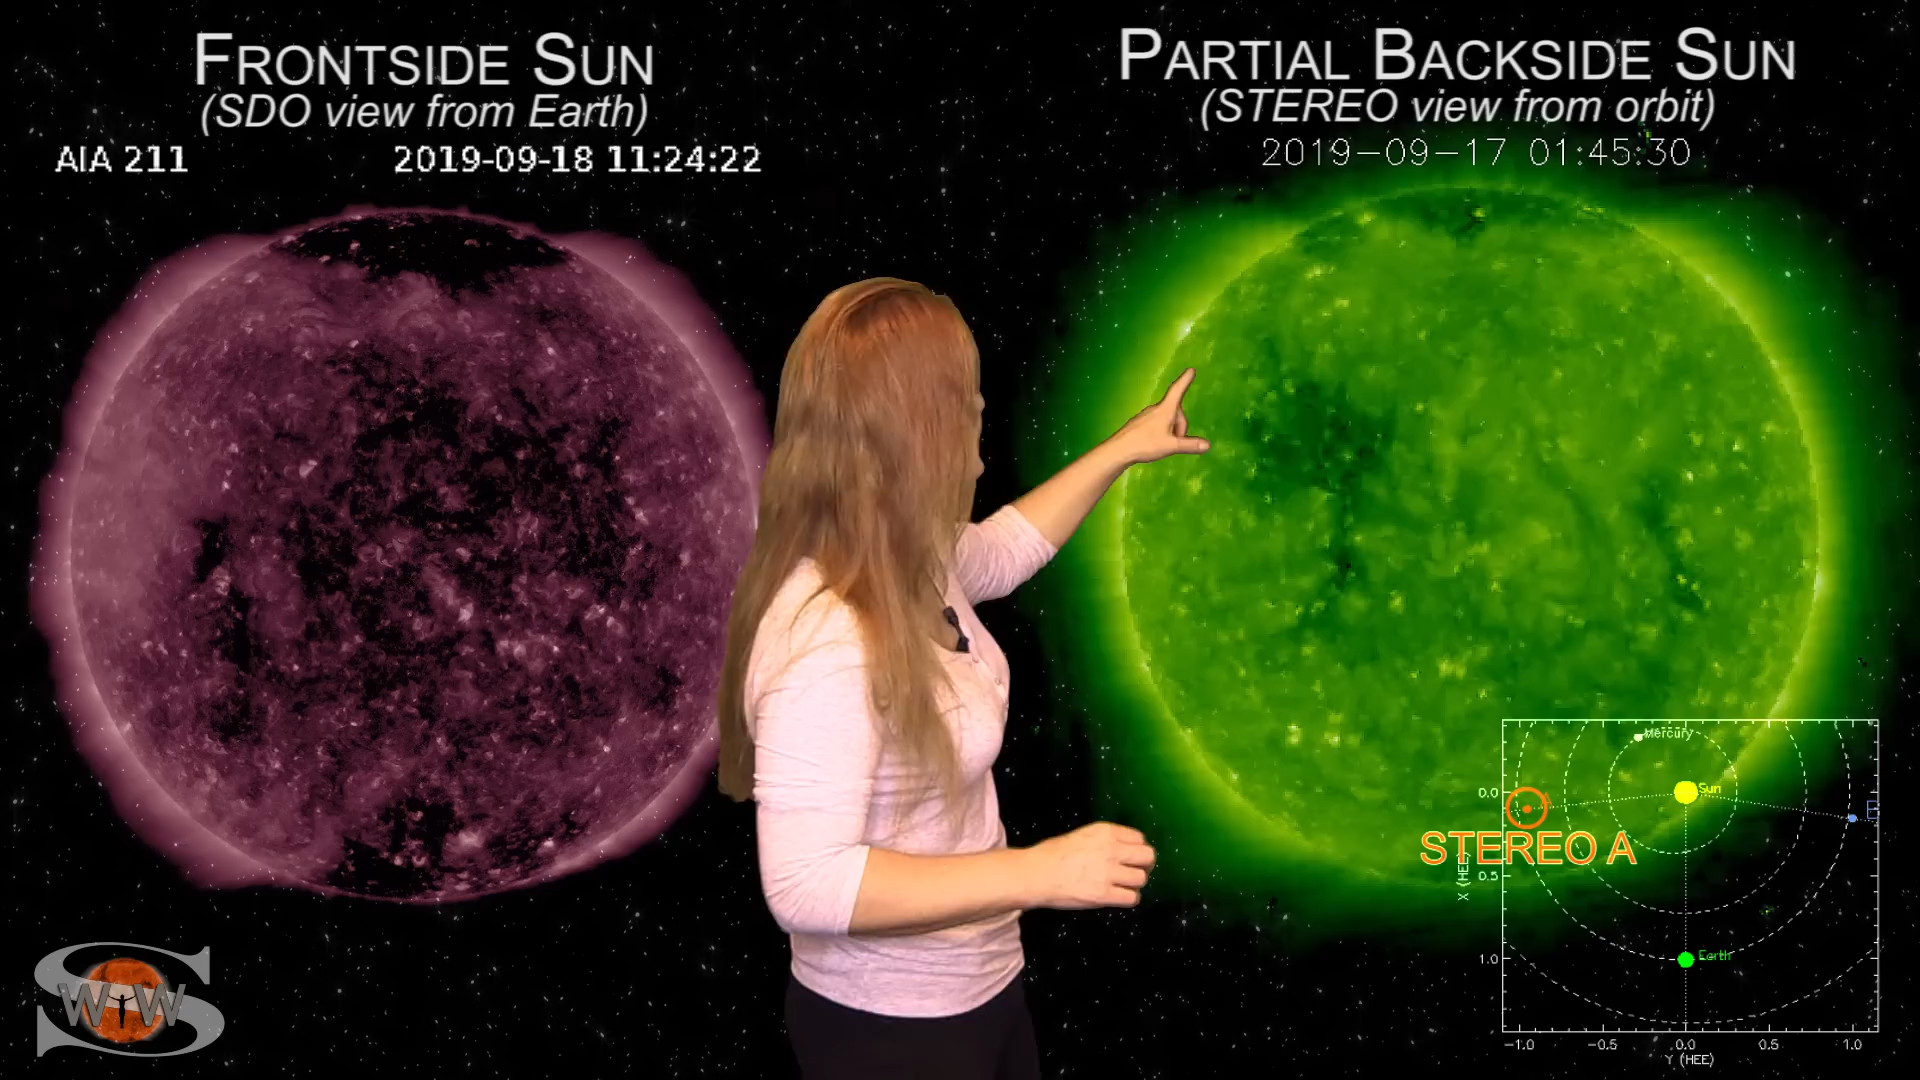 FRONTSIDE SUN
(SDO view from Earth)
AIA 211 2019-09-18 11:24:22
PARTIAL BACKSIDE SUN
(STEREO view from orbit)
2019-09-17 01:45:30
Mercury
0.0
Sun
STEREO A
X (HEE)
0.5
1.0
Earth
-1.0 -0.5 0.0 0.5 1.0
Y (HEE)
S
WTW